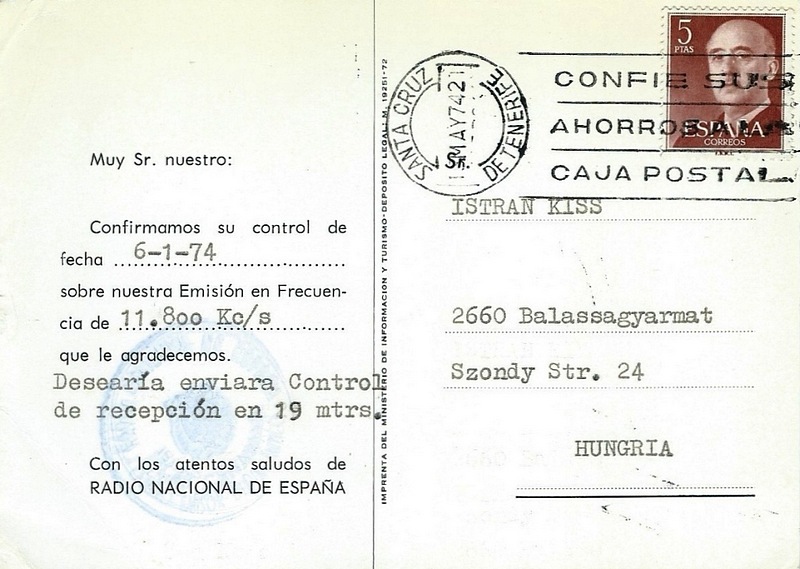 Muy Sr. nuestro:
Confirmamos su control de
fecha 6-1-74
sobre nuestra Emisión en Frecuen-
cia de 11.800 Kc/s
que le agradecemos.
Desearía enviara Control
de recepción en 19 mtrs.
Con los atentos saludos de
RADIO NACIONAL DE ESPAÑA
IMPRENTA DEL MINISTERIO DE INFORMACION Y TURISMO-DEPOSITO LEGAL: M. 19251-72
SANTA CRUZ
DE TENERIFE
MAY74
Sr.
CONFIE SUS
AHORROS A LA
CAJA POSTAL
5
PTAS
ESPAÑA
CORREOS
ISTRAN KISS
2660 Balassagyarmat
Szondy Str. 24
HUNGRIA